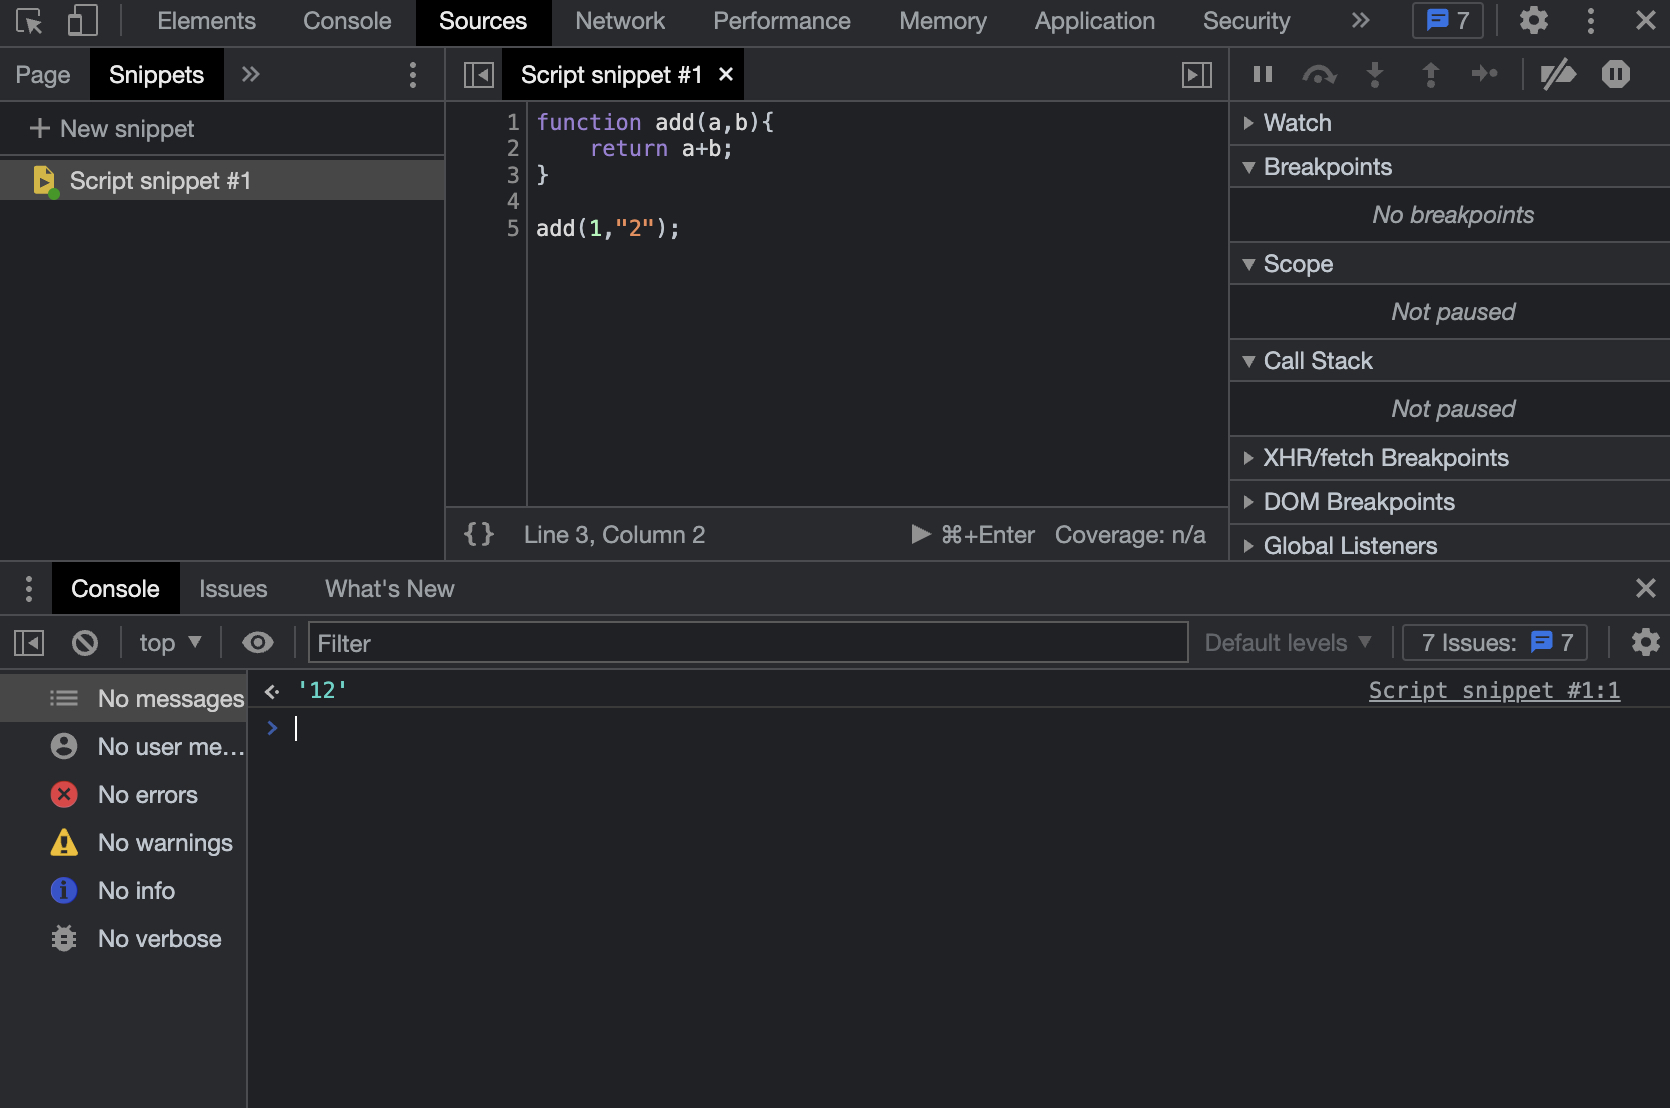 Elements Console Sources Network Performance Memory Application Security 7
Page Snippets
Script snippet #1
New snippet
Script snippet #1
1 function add(a,b){
2     return a+b;
3 }
4
5 add(1,"2");
{} Line 3, Column 2 ⌘+Enter Coverage: n/a
Watch
Breakpoints
No breakpoints
Scope
Not paused
Call Stack
Not paused
XHR/fetch Breakpoints
DOM Breakpoints
Global Listeners
Console Issues What's New
top Filter Default levels 7 Issues: 7
No messages
No user me…
No errors
No warnings
No info
No verbose
'12' Script snippet #1:1